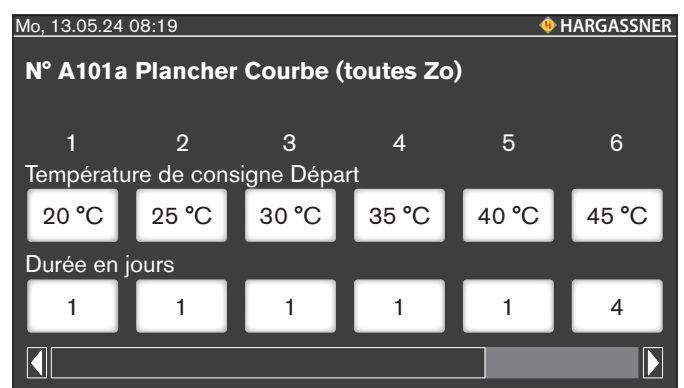 Mo, 13.05.24 08:19 HARGASSNER
N° A101a Plancher Courbe (toutes Zo)
1 2 3 4 5 6
Température de consigne Départ
20 °C 25 °C 30 °C 35 °C 40 °C 45 °C
Durée en jours
1 1 1 1 1 4